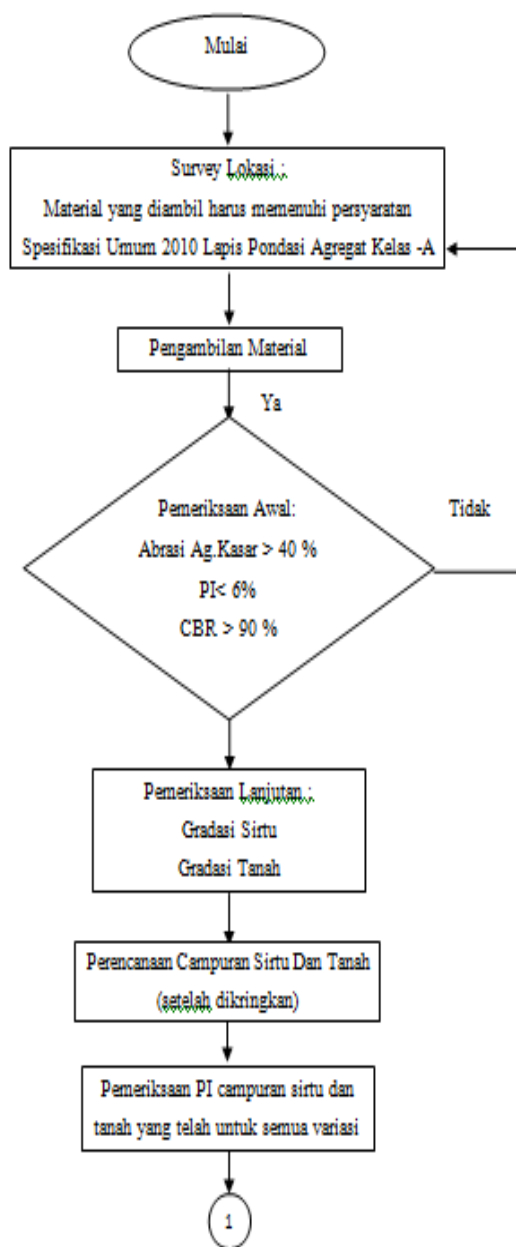 Mulai
Survey Lokasi :
Material yang diambil harus memenuhi persyaratan
Spesifikasi Umum 2010 Lapis Pondasi Agregat Kelas -A
Pengambilan Material
Ya
Pemeriksaan Awal:
Abrasi Ag.Kasar > 40 %
PI< 6%
CBR > 90 %
Tidak
Pemeriksaan Lanjutan :
Gradasi Sirtu
Gradasi Tanah
Perencanaan Campuran Sirtu Dan Tanah
(setelah dikringkan)
Pemeriksaan PI campuran sirtu dan
tanah yang telah untuk semua variasi
1